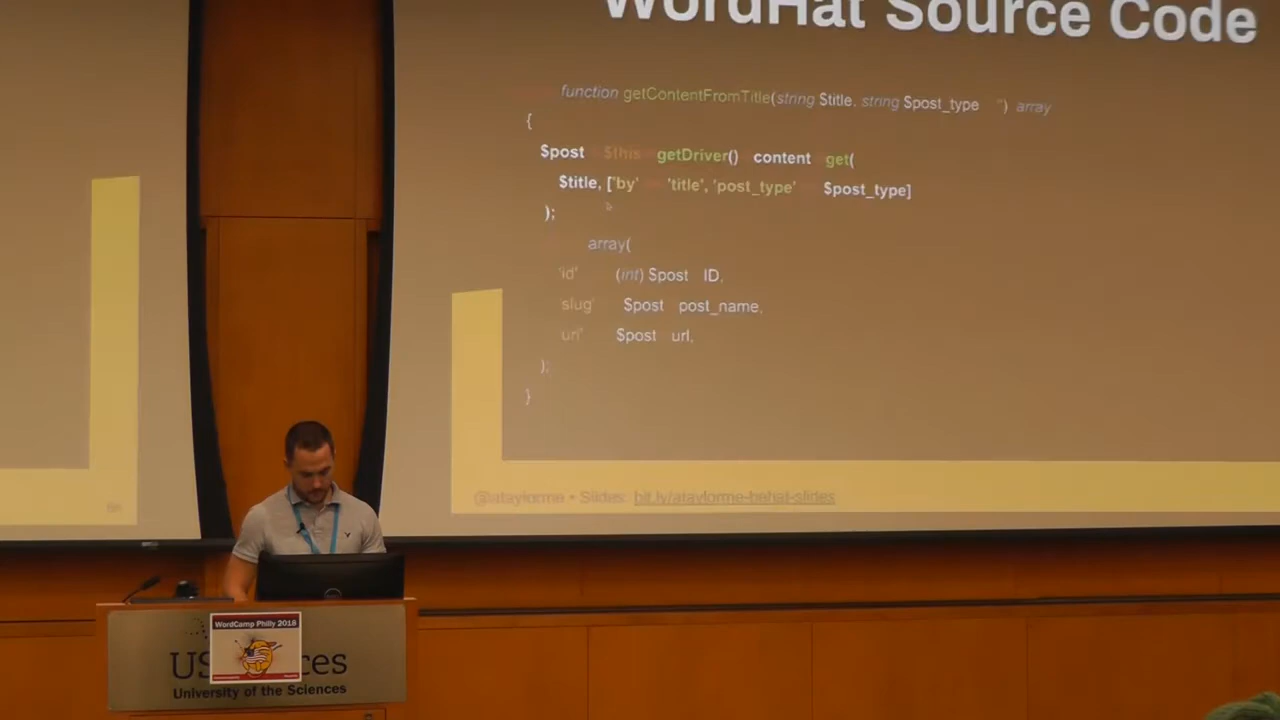 WordHat Source Code
function getContentFromTitle(string $title, string $post_type '') array
{
$post $this getDriver() content get(
$title, ['by' 'title', 'post_type' $post_type]
);
array(
'id' (int) $post ID,
slug' $post post_name,
url' $post url,
);
}
@ataylorme • Slides: bit.ly/ataylorme-behat-slides
WordCamp Philly 2018
University of the Sciences